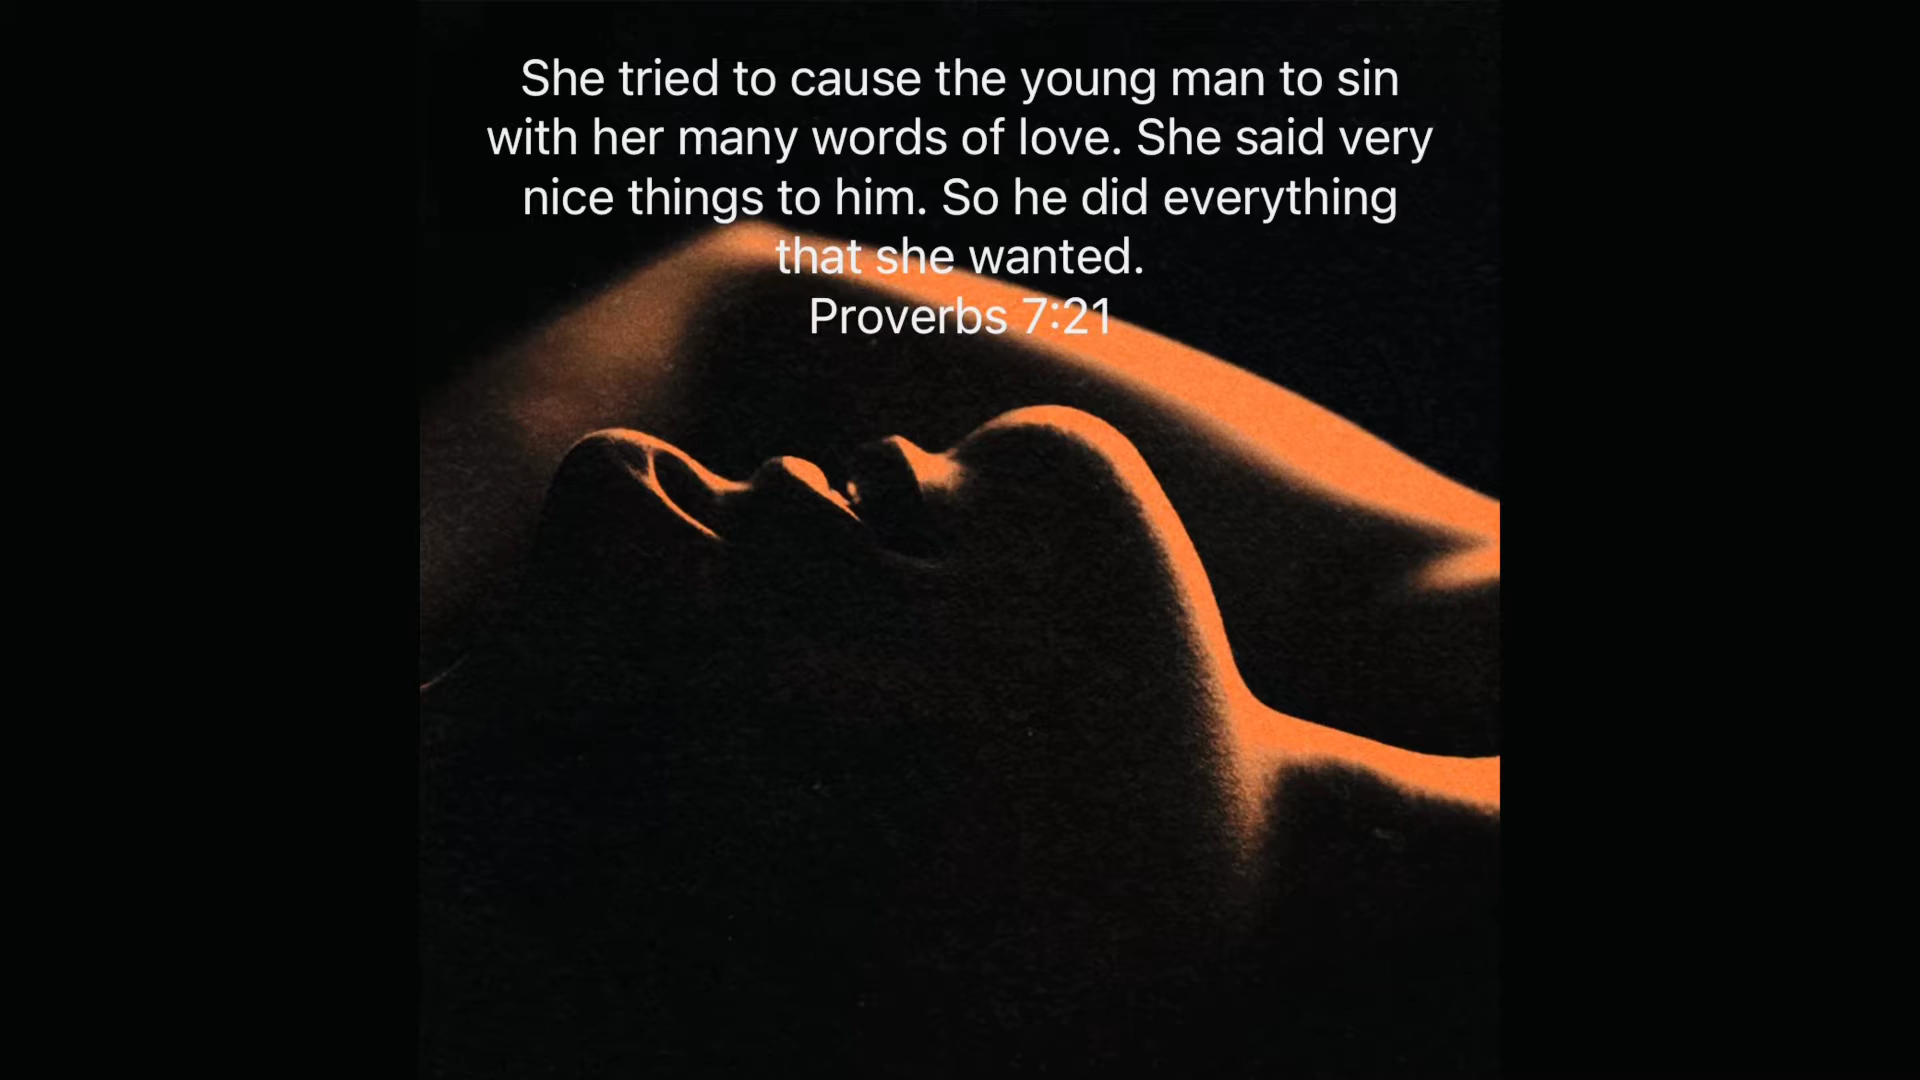 She tried to cause the young man to sin
with her many words of love. She said very
nice things to him. So he did everything
that she wanted.
Proverbs 7:21